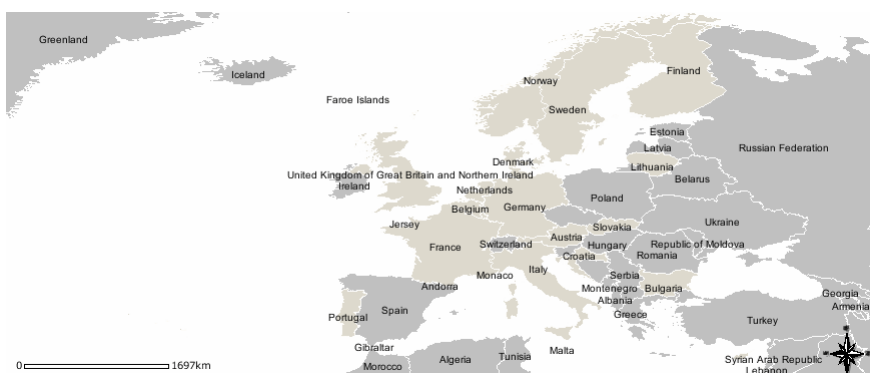 Greenland
Iceland
Finland
Norway
Faroe Islands
Sweden
Estonia
Latvia
Russian Federation
Denmark
Lithuania
United Kingdom of Great Britain and Northern Ireland
Belarus
Ireland
Netherlands
Poland
Belgium
Germany
Jersey
Ukraine
Slovakia
Austria
France
Switzerland
Hungary
Republic of Moldova
Croatia
Romania
Italy
Monaco
Serbia
Andorra
Montenegro
Bulgaria
Georgia
Albania
Armenia
Spain
Portugal
Greece
Turkey
Gibraltar
Malta
Tunisia
Algeria
Syrian Arab Republic
Morocco
Lebanon
0 1697km